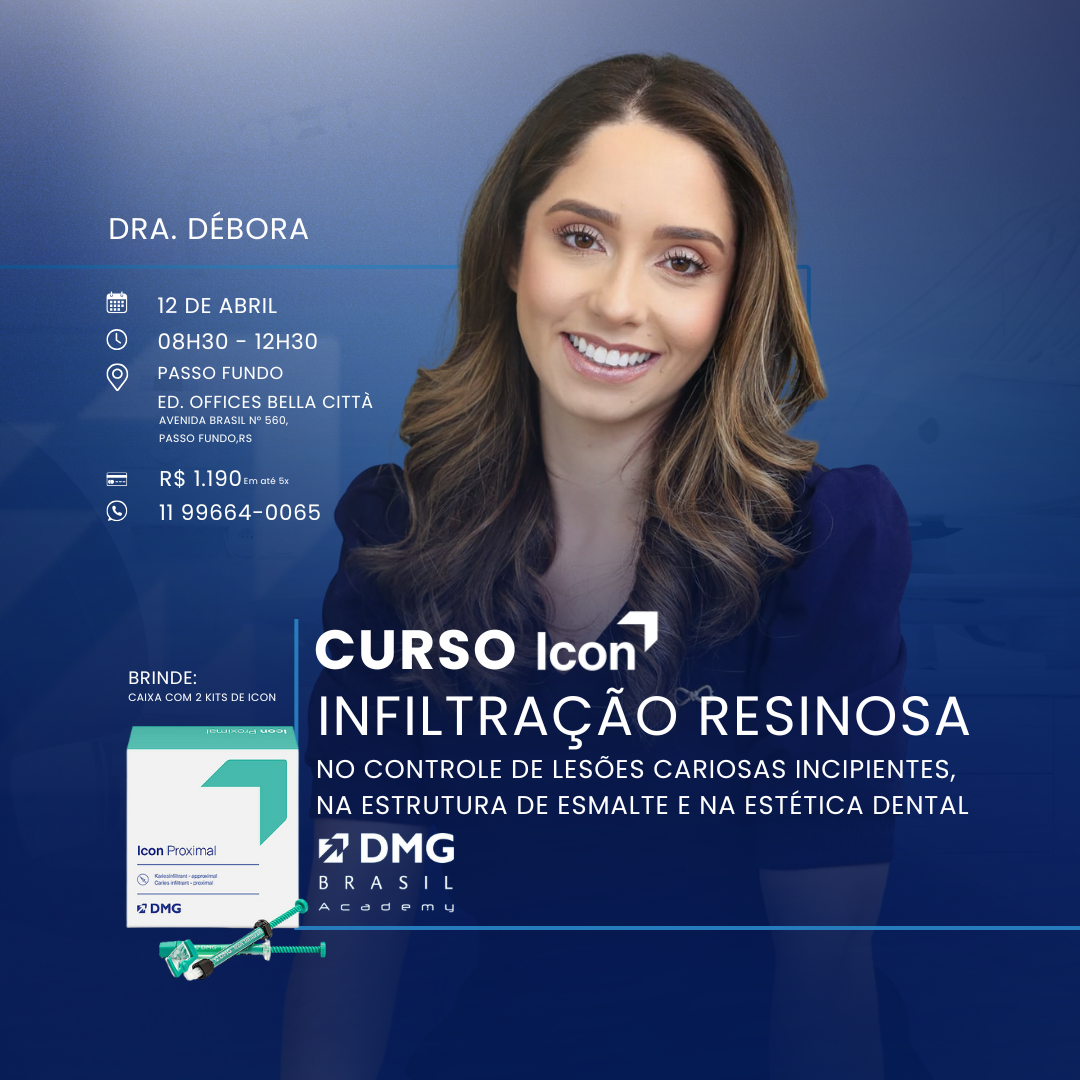 DRA. DÉBORA
12 DE ABRIL
08H30 - 12H30
PASSO FUNDO
ED. OFFICES BELLA CITTÀ
AVENIDA BRASIL Nº 560,
PASSO FUNDO,RS
R$ 1.190 Em até 5x
11 99664-0065
CURSO Icon
INFILTRAÇÃO RESINOSA
NO CONTROLE DE LESÕES CARIOSAS INCIPIENTES,
NA ESTRUTURA DE ESMALTE E NA ESTÉTICA DENTAL
DMG
BRASIL
Academy
BRINDE:
CAIXA COM 2 KITS DE ICON
Icon Proximal
Icon Proximal
Kariesinfiltrant - approximal
Caries infiltrant - proximal
DMG